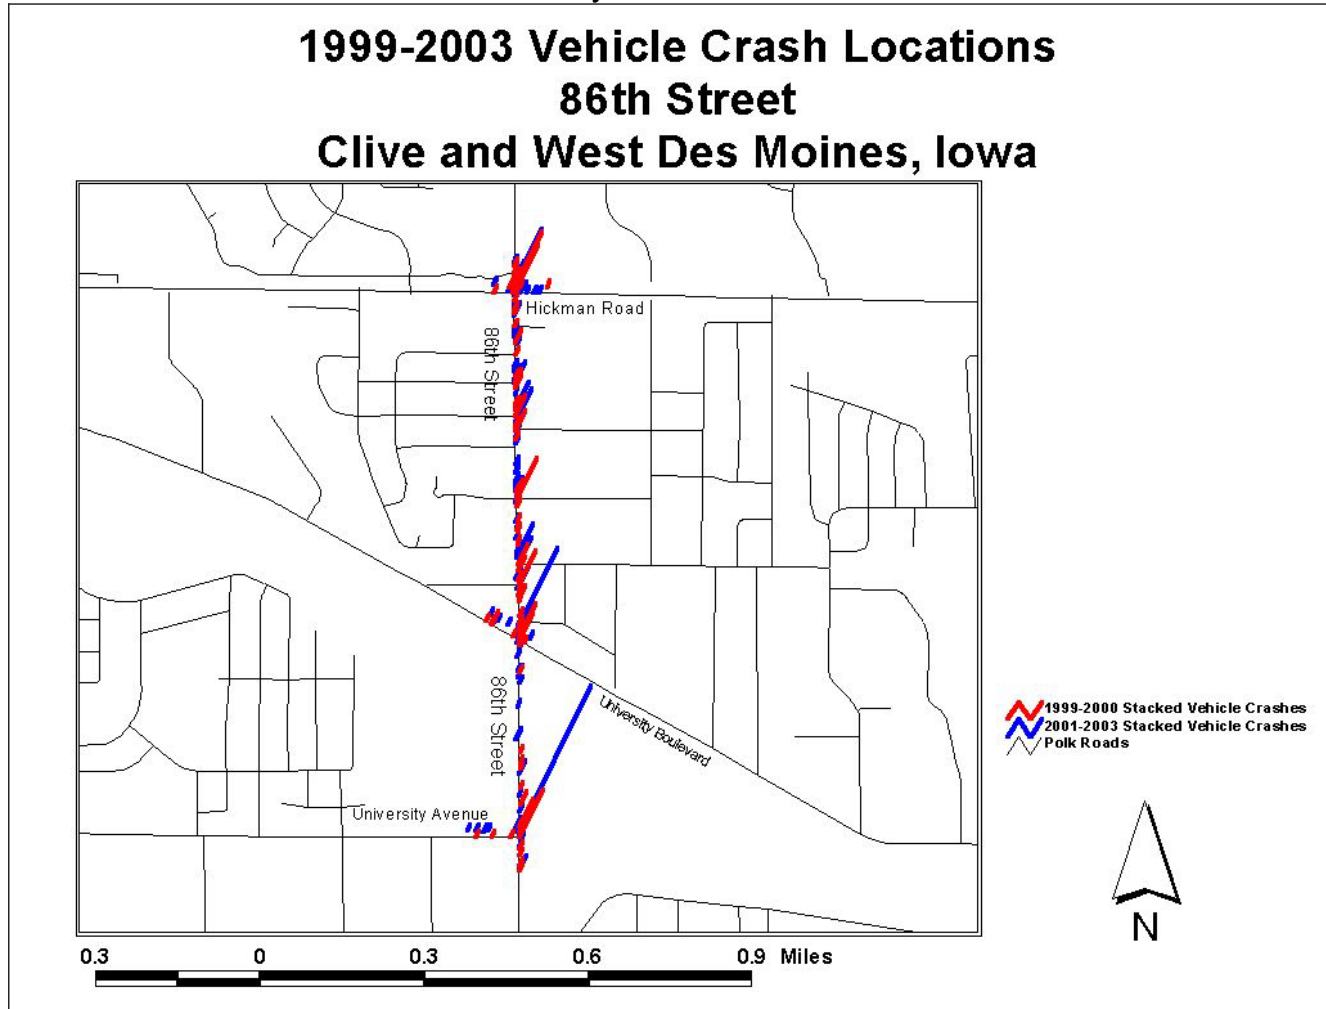 1999-2003 Vehicle Crash Locations
86th Street
Clive and West Des Moines, Iowa
Hickman Road
86th Street
86th Street
University Boulevard
University Avenue
1999-2000 Stacked Vehicle Crashes
2001-2003 Stacked Vehicle Crashes
Polk Roads
N
0.3 0 0.3 0.6 0.9 Miles